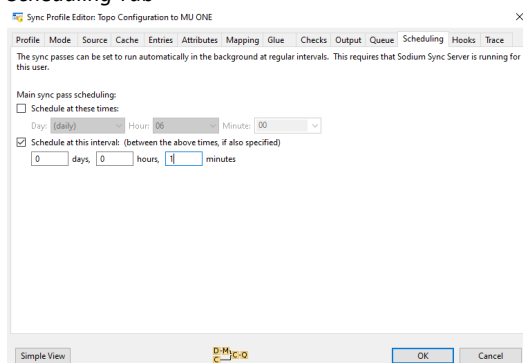 Scheduling Tab
Sync Profile Editor: Topo Configuration to MU ONE
Profile Mode Source Cache Entries Attributes Mapping Glue Checks Output Queue Scheduling Hooks Trace
The sync passes can be set to run automatically in the background at regular intervals. This requires that Sodium Sync Server is running for
this user.
Main sync pass scheduling:
Schedule at these times:
Day: (daily) Hour: 06 Minute: 00
Schedule at this interval: (between the above times, if also specified)
0 days, 0 hours, 1 minutes
Simple View D-M C-Q C OK Cancel